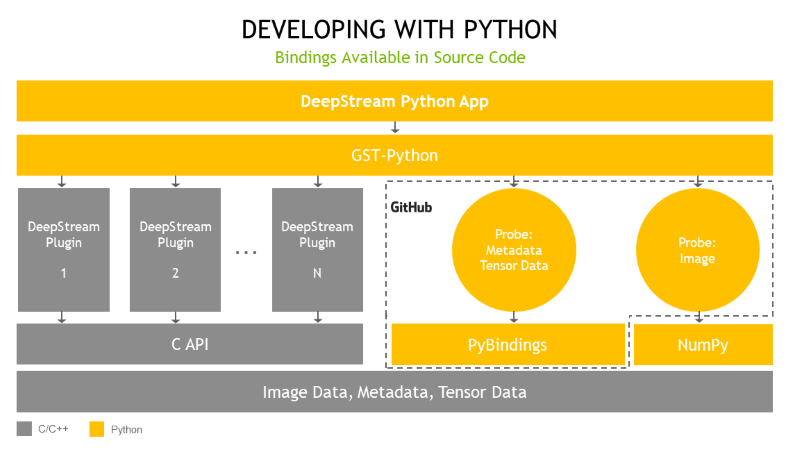 DEVELOPING WITH PYTHON
Bindings Available in Source Code
DeepStream Python App
GST-Python
DeepStream
Plugin
1
DeepStream
Plugin
2
...
DeepStream
Plugin
N
GitHub
Probe:
Metadata
Tensor Data
Probe:
Image
C API
PyBindings
NumPy
Image Data, Metadata, Tensor Data
C/C++
Python